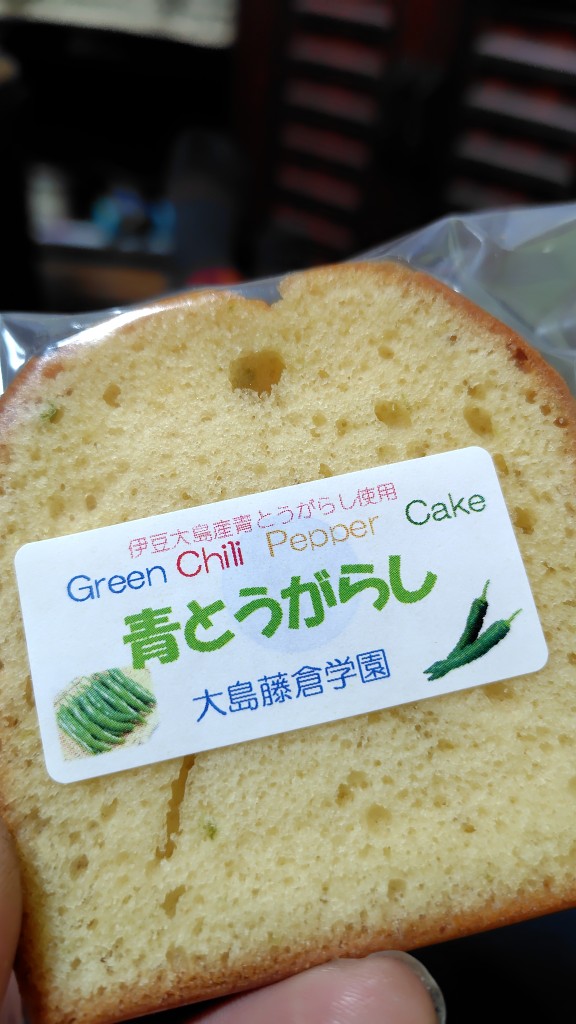 伊豆大島産青とうがらし使用
Green Chili Pepper Cake
青とうがらし
大島藤倉学園